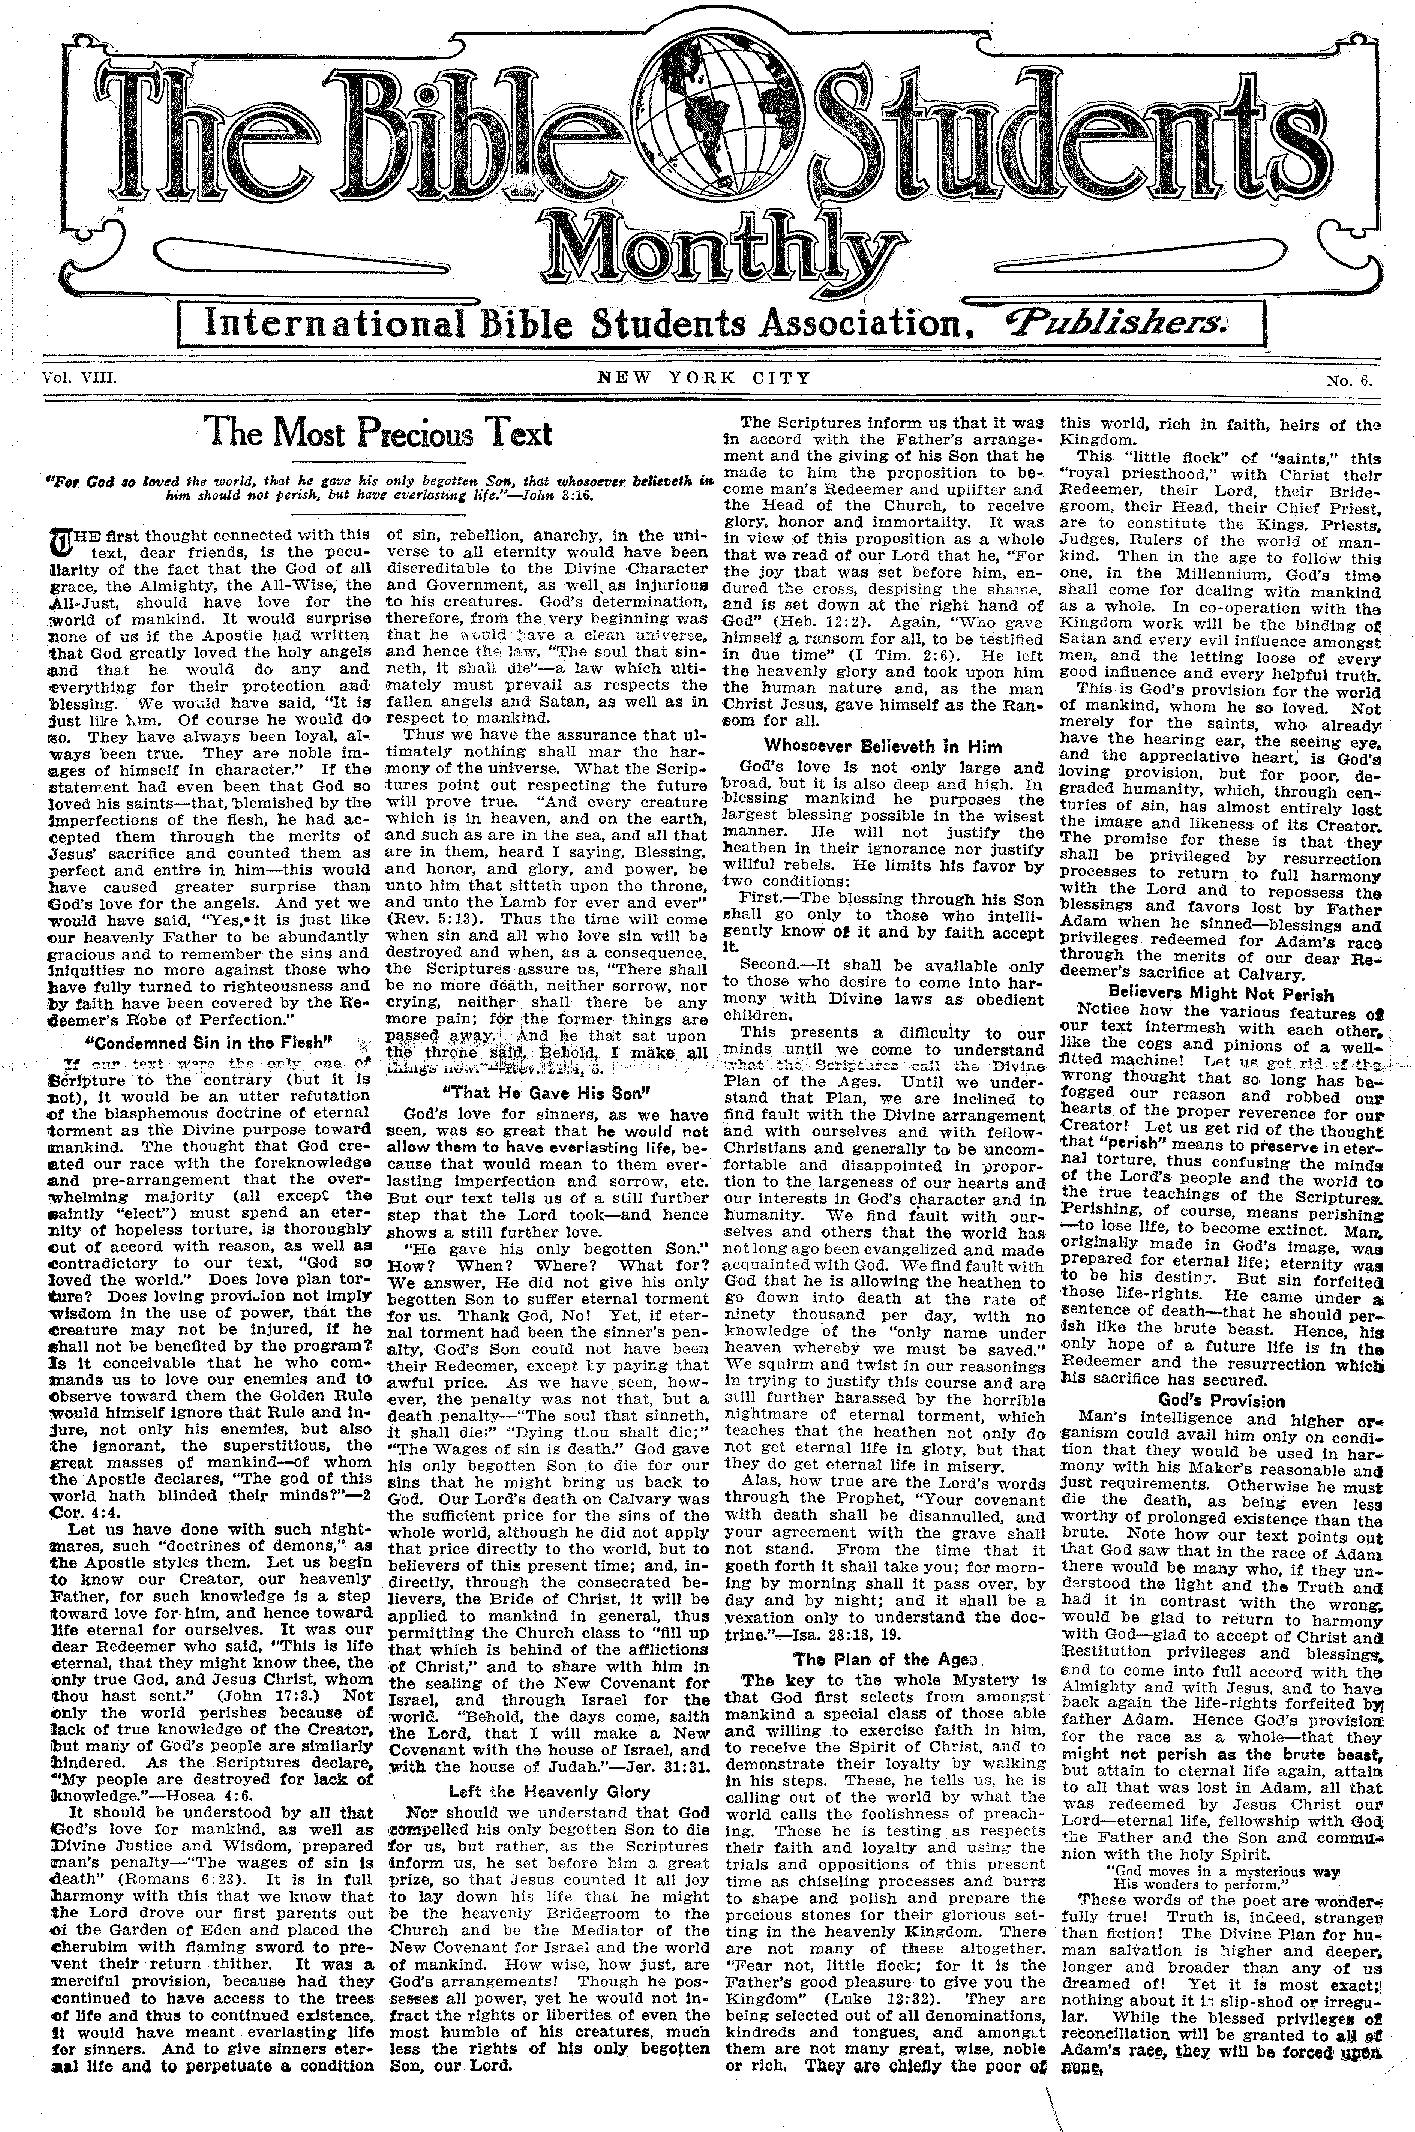 The Bible Students
Monthly
International Bible Students Association, Publishers.
Vol. VIII.
NEW YORK CITY
No. 6.
The Most Precious Text
"For God so loved the world, that he gave his only begotten Son, that whosoever believeth in
him should not perish, but have everlasting life."—John 3:16.
THE first thought connected with this
text, dear friends, is the pecu-
liarity of the fact that the God of all
grace, the Almighty, the All-Wise, the
All-Just, should have love for the
world of mankind. It would surprise
none of us if the Apostle had written
that God greatly loved the holy angels
and that he would do any and
everything for their protection and
blessing. We would have said, "It is
just like him. Of course he would do
so. They have always been loyal, al-
ways been true. They are noble im-
ages of himself in character." If the
statement had even been that God so
loved his saints—that, blemished by the
imperfections of the flesh, he had ac-
cepted them through the merits of
Jesus' sacrifice and counted them as
perfect and entire in him—this would
have caused greater surprise than
God's love for the angels. And yet we
would have said, "Yes, it is just like
our heavenly Father to be abundantly
gracious and to remember the sins and
iniquities no more against those who
have fully turned to righteousness and
by faith have been covered by the Re-
deemer's Robe of Perfection."
"Condemned Sin in the Flesh"
If our text were the only one of
Scripture to the contrary (but it is
not), it would be an utter refutation
of the blasphemous doctrine of eternal
torment as the Divine purpose toward
mankind. The thought that God cre-
ated our race with the foreknowledge
and pre-arrangement that the over-
whelming majority (all except the
saintly "elect") must spend an eter-
nity of hopeless torture, is thoroughly
out of accord with reason, as well as
contradictory to our text, "God so
loved the world." Does love plan tor-
ture? Does loving provision not imply
wisdom in the use of power, that the
creature may not be injured, if he
shall not be benefited by the program?
Is it conceivable that he who com-
mands us to love our enemies and to
observe toward them the Golden Rule
would himself ignore that Rule and in-
jure, not only his enemies, but also
the ignorant, the superstitious, the
great masses of mankind—of whom
the Apostle declares, "The god of this
world hath blinded their minds?"—2
Cor. 4:4.
Let us have done with such night-
mares, such "doctrines of demons," as
the Apostle styles them. Let us begin
to know our Creator, our heavenly
Father, for such knowledge is a step
toward love for him, and hence toward
life eternal for ourselves. It was our
dear Redeemer who said, "This is life
eternal, that they might know thee, the
only true God, and Jesus Christ, whom
thou hast sent." (John 17:3.) Not
only the world perishes because of
lack of true knowledge of the Creator,
but many of God's people are similarly
hindered. As the Scriptures declare,
"My people are destroyed for lack of
knowledge."—Hosea 4:6.
It should be understood by all that
God's love for mankind, as well as
Divine Justice and Wisdom, prepared
man's penalty—"The wages of sin is
death" (Romans 6:23). It is in full
harmony with this that we know that
the Lord drove our first parents out
of the Garden of Eden and placed the
cherubim with flaming sword to pre-
vent their return thither. It was a
merciful provision, because had they
continued to have access to the trees
of life and thus to continued existence,
it would have meant everlasting life
for sinners. And to give sinners eter-
nal life and to perpetuate a condition
of sin, rebellion, anarchy, in the uni-
verse to all eternity would have been
discreditable to the Divine Character
and Government, as well as injurious
to his creatures. God's determination,
therefore, from the very beginning was
that he would have a clean universe,
and hence the law, "The soul that sin-
neth, it shall die"—a law which ulti-
mately must prevail as respects the
fallen angels and Satan, as well as in
respect to mankind.
Thus we have the assurance that ul-
timately nothing shall mar the har-
mony of the universe. What the Scrip-
tures point out respecting the future
will prove true. "And every creature
which is in heaven, and on the earth,
and such as are in the sea, and all that
are in them, heard I saying, Blessing,
and honor, and glory, and power, be
unto him that sitteth upon the throne,
and unto the Lamb for ever and ever"
(Rev. 5:13). Thus the time will come
when sin and all who love sin will be
destroyed and when, as a consequence,
the Scriptures assure us, "There shall
be no more death, neither sorrow, nor
crying, neither shall there be any
more pain; for the former things are
passed away. And he that sat upon
the throne said, Behold, I make all
things new."—Rev. 21:4, 5.
"That He Gave His Son"
God's love for sinners, as we have
seen, was so great that he would not
allow them to have everlasting life, be-
cause that would mean to them ever-
lasting imperfection and sorrow, etc.
But our text tells us of a still further
step that the Lord took—and hence
shows a still further love.
"He gave his only begotten Son."
How? When? Where? What for?
We answer, He did not give his only
begotten Son to suffer eternal torment
for us. Thank God, No! Yet, if eter-
nal torment had been the sinner's pen-
alty, God's Son could not have been
their Redeemer, except by paying that
awful price. As we have seen, how-
ever, the penalty was not that, but a
death penalty—"The soul that sinneth,
it shall die;" "Dying thou shalt die;"
"The Wages of sin is death." God gave
his only begotten Son to die for our
sins that he might bring us back to
God. Our Lord's death on Calvary was
the sufficient price for the sins of the
whole world, although he did not apply
that price directly to the world, but to
believers of this present time; and, in-
directly, through the consecrated be-
lievers, the Bride of Christ, it will be
applied to mankind in general, thus
permitting the Church class to "fill up
that which is behind of the afflictions
of Christ," and to share with him in
the sealing of the New Covenant for
Israel, and through Israel for the
world. "Behold, the days come, saith
the Lord, that I will make a New
Covenant with the house of Israel, and
with the house of Judah."—Jer. 31:31.
Left the Heavenly Glory
Nor should we understand that God
compelled his only begotten Son to die
for us, but rather, as the Scriptures
inform us, he set before him a great
prize, so that Jesus counted it all joy
to lay down his life that he might
be the heavenly Bridegroom to the
Church and be the Mediator of the
New Covenant for Israel and the world
of mankind. How wise, how just, are
God's arrangements! Though he pos-
sesses all power, yet he would not in-
fract the rights or liberties of even the
most humble of his creatures, much
less the rights of his only begotten
Son, our Lord.
The Scriptures inform us that it was
in accord with the Father's arrange-
ment and the giving of his Son that he
made to him the proposition to be-
come man's Redeemer and uplifter and
the Head of the Church, to receive
glory, honor and immortality. It was
in view of this proposition as a whole
that we read of our Lord that he, "For
the joy that was set before him, en-
dured the cross, despising the shame,
and is set down at the right hand of
God" (Heb. 12:2). Again, "Who gave
himself a ransom for all, to be testified
in due time" (I Tim. 2:6). He left
the heavenly glory and took upon him
the human nature and, as the man
Christ Jesus, gave himself as the Ran-
som for all.
Whosoever Believeth in Him
God's love is not only large and
broad, but it is also deep and high. In
blessing mankind he purposes the
largest blessing possible in the wisest
manner. He will not justify the
heathen in their ignorance nor justify
willful rebels. He limits his favor by
two conditions:
First.—The blessing through his Son
shall go only to those who intelli-
gently know of it and by faith accept
it.
Second.—It shall be available only
to those who desire to come into har-
mony with Divine laws as obedient
children.
This presents a difficulty to our
minds until we come to understand
what the Scriptures call the Divine
Plan of the Ages. Until we under-
stand that Plan, we are inclined to
find fault with the Divine arrangement
and with ourselves and with fellow-
Christians and generally to be uncom-
fortable and disappointed in propor-
tion to the largeness of our hearts and
our interests in God's character and in
humanity. We find fault with our-
selves and others that the world has
not long ago been evangelized and made
acquainted with God. We find fault with
God that he is allowing the heathen to
go down into death at the rate of
ninety thousand per day, with no
knowledge of the "only name under
heaven whereby we must be saved."
We squirm and twist in our reasonings
in trying to justify this course and are
still further harassed by the horrible
nightmare of eternal torment, which
teaches that the heathen not only do
not get eternal life in glory, but that
they do get eternal life in misery.
Alas, how true are the Lord's words
through the Prophet, "Your covenant
with death shall be disannulled, and
your agreement with the grave shall
not stand. From the time that it
goeth forth it shall take you; for morn-
ing by morning shall it pass over, by
day and by night; and it shall be a
vexation only to understand the doc-
trine."—Isa. 28:18, 19.
The Plan of the Ages.
The key to the whole Mystery is
that God first selects from amongst
mankind a special class of those able
and willing to exercise faith in him,
to receive the Spirit of Christ, and to
demonstrate their loyalty by walking
in his steps. These, he tells us, he is
calling out of the world by what the
world calls the foolishness of preach-
ing. These he is testing as respects
their faith and loyalty and using the
trials and oppositions of this present
time as chiseling processes and burrs
to shape and polish and prepare the
precious stones for their glorious set-
ting in the heavenly Kingdom. There
are not many of these altogether.
"Fear not, little flock; for it is the
Father's good pleasure to give you the
Kingdom" (Luke 12:32). They are
being selected out of all denominations,
kindreds and tongues, and amongst
them are not many great, wise, noble
or rich. They are chiefly the poor of
this world, rich in faith, heirs of the
Kingdom.
This "little flock" of "saints," this
"royal priesthood," with Christ their
Redeemer, their Lord, their Bride-
groom, their Head, their Chief Priest,
are to constitute the Kings, Priests,
Judges, Rulers of the world of man-
kind. Then in the age to follow this
one, in the Millennium, God's time
shall come for dealing with mankind
as a whole. In co-operation with the
Kingdom work will be the binding of
Satan and every evil influence amongst
men, and the letting loose of every
good influence and every helpful truth.
This is God's provision for the world
of mankind, whom he so loved. Not
merely for the saints, who already
have the hearing ear, the seeing eye,
and the appreciative heart, is God's
loving provision, but for poor, de-
graded humanity, which, through cen-
turies of sin, has almost entirely lost
the image and likeness of its Creator.
The promise for these is that they
shall be privileged by resurrection
processes to return to full harmony
with the Lord and to repossess the
blessings and favors lost by Father
Adam when he sinned—blessings and
privileges redeemed for Adam's race
through the merits of our dear Re-
deemer's sacrifice at Calvary.
Believers Might Not Perish
Notice how the various features of
our text intermesh with each other,
like the cogs and pinions of a well-
fitted machine! Let us get rid of the
wrong thought that so long has be-
fogged our reason and robbed our
hearts of the proper reverence for our
Creator! Let us get rid of the thought
that "perish" means to preserve in eter-
nal torture, thus confusing the minds
of the Lord's people and the world to
the true teachings of the Scriptures.
Perishing, of course, means perishing
—to lose life, to become extinct. Man,
originally made in God's image, was
prepared for eternal life; eternity was
to be his destiny. But sin forfeited
those life-rights. He came under a
sentence of death—that he should per-
ish like the brute beast. Hence, his
only hope of a future life is in the
Redeemer and the resurrection which
his sacrifice has secured.
God's Provision
Man's intelligence and higher or-
ganism could avail him only on condi-
tion that they would be used in har-
mony with his Maker's reasonable and
just requirements. Otherwise he must
die the death, as being even less
worthy of prolonged existence than the
brute. Note how our text points out
that God saw that in the race of Adam
there would be many who, if they un-
derstood the light and the Truth and
had it in contrast with the wrong,
would be glad to return to harmony
with God—glad to accept of Christ and
Restitution privileges and blessings,
and to come into full accord with the
Almighty and with Jesus, and to have
back again the life-rights forfeited by
father Adam. Hence God's provision
for the race as a whole—that they
might not perish as the brute beast,
but attain to eternal life again, attain
to all that was lost in Adam, all that
was redeemed by Jesus Christ our
Lord—eternal life, fellowship with God
the Father and the Son and commu-
nion with the holy Spirit.
"God moves in a mysterious way
His wonders to perform."
These words of the poet are wonder-
fully true! Truth is, indeed, stranger
than fiction! The Divine Plan for hu-
man salvation is higher and deeper,
longer and broader than any of us
dreamed of! Yet it is most exact;
nothing about it is slip-shod or irregu-
lar. While the blessed privileges of
reconciliation will be granted to all of
Adam's race, they will be forced upon
none.